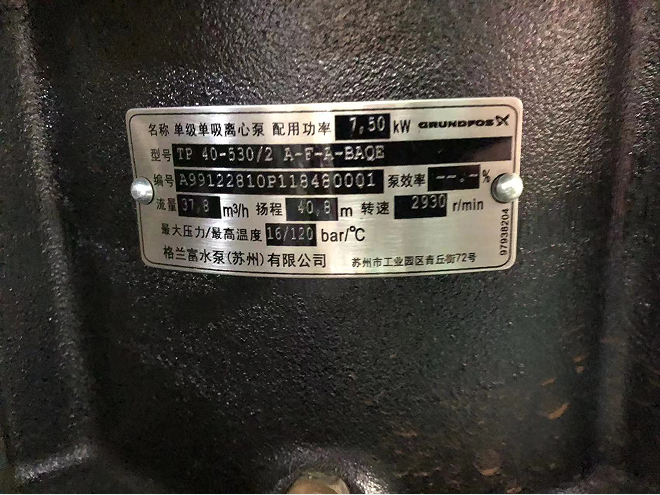 名称 单级单吸离心泵 配用功率 7,50 kW GRUNDFOS X
型号 TP 40-530/2 A-F-A-BAQE
编号 A99122810P118480001 泵效率 --.- %
流量 37,8 m³/h 扬程 40,8 m 转速 2930 r/min
最大压力/最高温度 16/120 bar/℃
格兰富水泵(苏州)有限公司 苏州市工业园区青丘街72号
97938204